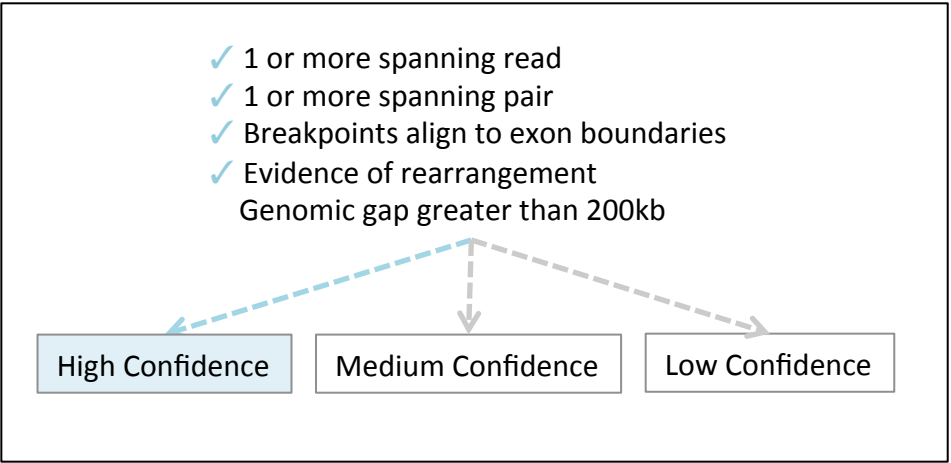 ✓ 1 or more spanning read
✓ 1 or more spanning pair
✓ Breakpoints align to exon boundaries
✓ Evidence of rearrangement
Genomic gap greater than 200kb
High Confidence
Medium Confidence
Low Confidence